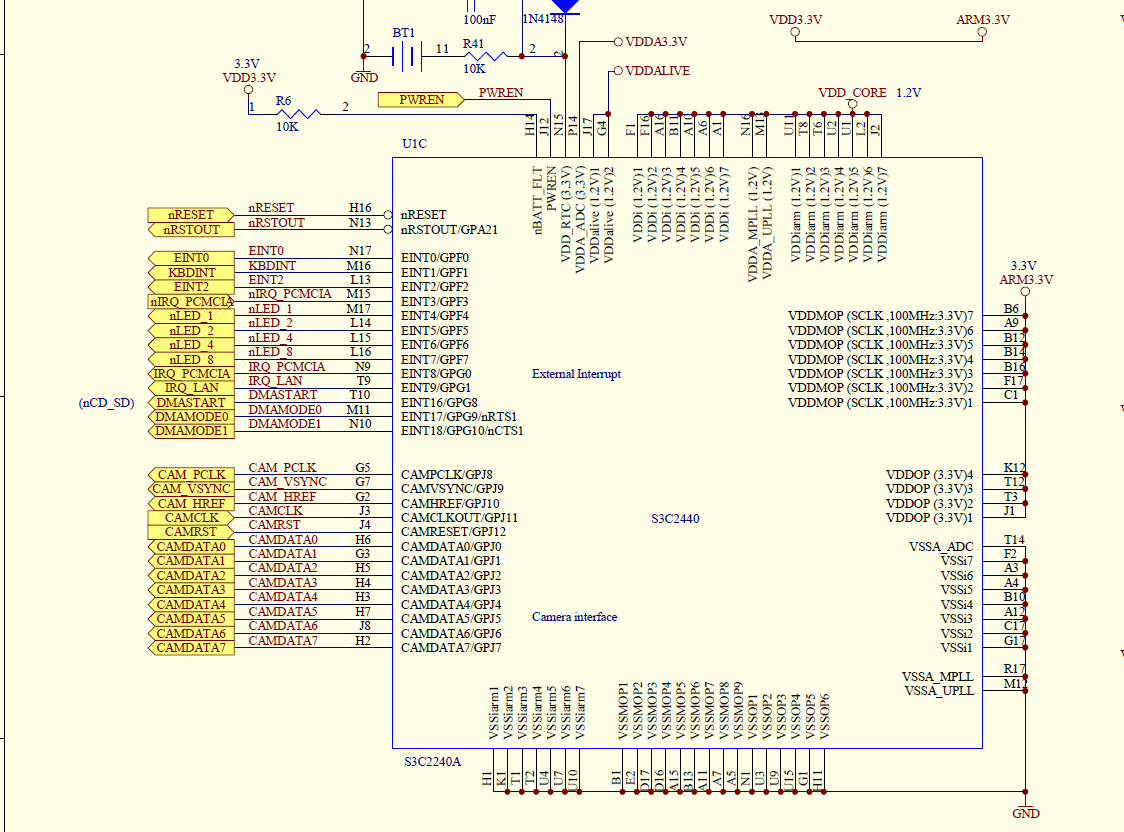 100nF
1N4148
VDD3.3V
ARM3.3V
BT1
R41
VDDA3.3V
2
11
2
2
10K
GND
3.3V
VDD3.3V
VDDALIVE
VDD_CORE 1.2V
PWREN PWREN
1 R6 2
10K
H14 J12 N15 P14 J17 G4 F1 F16 A16 B11 A10 A6 A1 N16 M13 U11 T8 T6 U2 U1 L2 J2
U1C
nBATT_FLT
PWREN
VDD_RTC (3.3V)
VDDA_ADC (3.3V)
VDDalive (1.2V)1
VDDalive (1.2V)2
VDDi (1.2V)1
VDDi (1.2V)2
VDDi (1.2V)3
VDDi (1.2V)4
VDDi (1.2V)5
VDDi (1.2V)6
VDDi (1.2V)7
VDDA_MPLL (1.2V)
VDDA_UPLL (1.2V)
VDDiarm (1.2V)1
VDDiarm (1.2V)2
VDDiarm (1.2V)3
VDDiarm (1.2V)4
VDDiarm (1.2V)5
VDDiarm (1.2V)6
VDDiarm (1.2V)7
nRESET nRESET H16 nRESET
nRSTOUT nRSTOUT N13 nRSTOUT/GPA21
EINT0 EINT0 N17 EINT0/GPF0
KBDINT KBDINT M16 EINT1/GPF1
EINT2 EINT2 L13 EINT2/GPF2
nIRQ_PCMCIA nIRQ_PCMCIA M15 EINT3/GPF3
nLED_1 nLED_1 M17 EINT4/GPF4
nLED_2 nLED_2 L14 EINT5/GPF5
nLED_4 nLED_4 L15 EINT6/GPF6
nLED_8 nLED_8 L16 EINT7/GPF7
IRQ_PCMCIA IRQ_PCMCIA N9 EINT8/GPG0
IRQ_LAN IRQ_LAN T9 EINT9/GPG1
(nCD_SD) DMASTART DMASTART T10 EINT16/GPG8
DMAMODE0 DMAMODE0 M11 EINT17/GPG9/nRTS1
DMAMODE1 DMAMODE1 N10 EINT18/GPG10/nCTS1
External Interrupt
3.3V
ARM3.3V
VDDMOP (SCLK ,100MHz:3.3V)7 B6
VDDMOP (SCLK ,100MHz:3.3V)6 A9
VDDMOP (SCLK ,100MHz:3.3V)5 B12
VDDMOP (SCLK ,100MHz:3.3V)4 B14
VDDMOP (SCLK ,100MHz:3.3V)3 B16
VDDMOP (SCLK ,100MHz:3.3V)2 F17
VDDMOP (SCLK ,100MHz:3.3V)1 C1
CAM_PCLK CAM_PCLK G5 CAMPCLK/GPJ8
CAM_VSYNC CAM_VSYNC G7 CAMVSYNC/GPJ9
CAM_HREF CAM_HREF G2 CAMHREF/GPJ10
CAMCLK CAMCLK J3 CAMCLKOUT/GPJ11
CAMRST CAMRST J4 CAMRESET/GPJ12
CAMDATA0 CAMDATA0 H6 CAMDATA0/GPJ0
CAMDATA1 CAMDATA1 G3 CAMDATA1/GPJ1
CAMDATA2 CAMDATA2 H5 CAMDATA2/GPJ2
CAMDATA3 CAMDATA3 H4 CAMDATA3/GPJ3
CAMDATA4 CAMDATA4 H3 CAMDATA4/GPJ4
CAMDATA5 CAMDATA5 H7 CAMDATA5/GPJ5
CAMDATA6 CAMDATA6 J8 CAMDATA6/GPJ6
CAMDATA7 CAMDATA7 H2 CAMDATA7/GPJ7
S3C2440
Camera interface
VDDOP (3.3V)4 K12
VDDOP (3.3V)3 T12
VDDOP (3.3V)2 T3
VDDOP (3.3V)1 J1
VSSA_ADC T14
VSSi7 F2
VSSi6 A3
VSSi5 A4
VSSi4 B10
VSSi3 A12
VSSi2 C17
VSSi1 G17
VSSA_MPLL R17
VSSA_UPLL M12
VSSiarm1
VSSiarm2
VSSiarm3
VSSiarm4
VSSiarm5
VSSiarm6
VSSiarm7
VSSMOP1
VSSMOP2
VSSMOP3
VSSMOP4
VSSMOP5
VSSMOP6
VSSMOP7
VSSMOP8
VSSMOP9
VSSOP1
VSSOP2
VSSOP3
VSSOP4
VSSOP5
VSSOP6
S3C2240A
H1 K1 T1 T2 U4 U7 U10 B1 E2 D17 D16 A15 B13 A11 A7 A5 N1 U3 U9 U15 G1 H11
GND